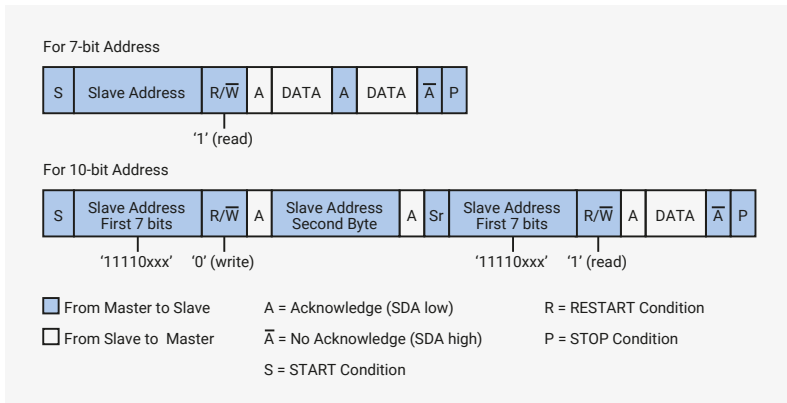 For 7-bit Address
S Slave Address R/W̅ A DATA A DATA A̅ P
‘1’ (read)
For 10-bit Address
S Slave Address First 7 bits R/W̅ A Slave Address Second Byte A Sr Slave Address First 7 bits R/W̅ A DATA A̅ P
‘11110xxx’ ‘0’ (write) ‘11110xxx’ ‘1’ (read)
From Master to Slave A = Acknowledge (SDA low) R = RESTART Condition
From Slave to Master A̅ = No Acknowledge (SDA high) P = STOP Condition
S = START Condition